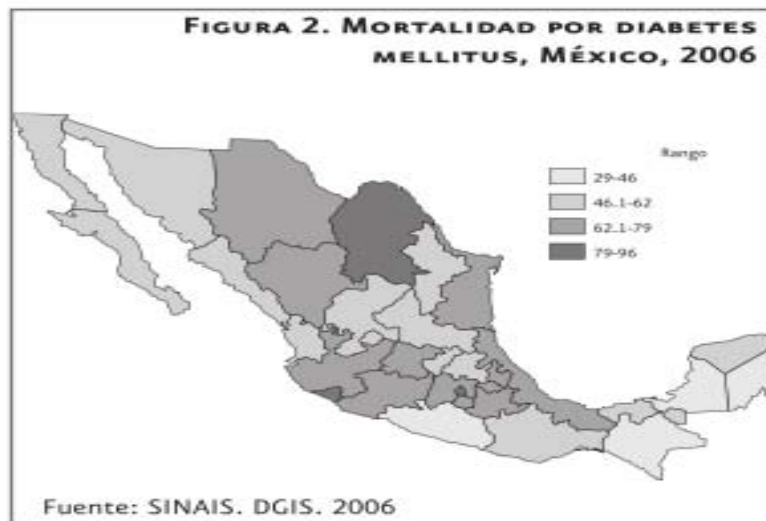 FIGURA 2. MORTALIDAD POR DIABETES
MELLITUS, MÉXICO, 2006
Rango
29-46
46.1-62
62.1-79
79-96
Fuente: SINAIS. DGIS. 2006